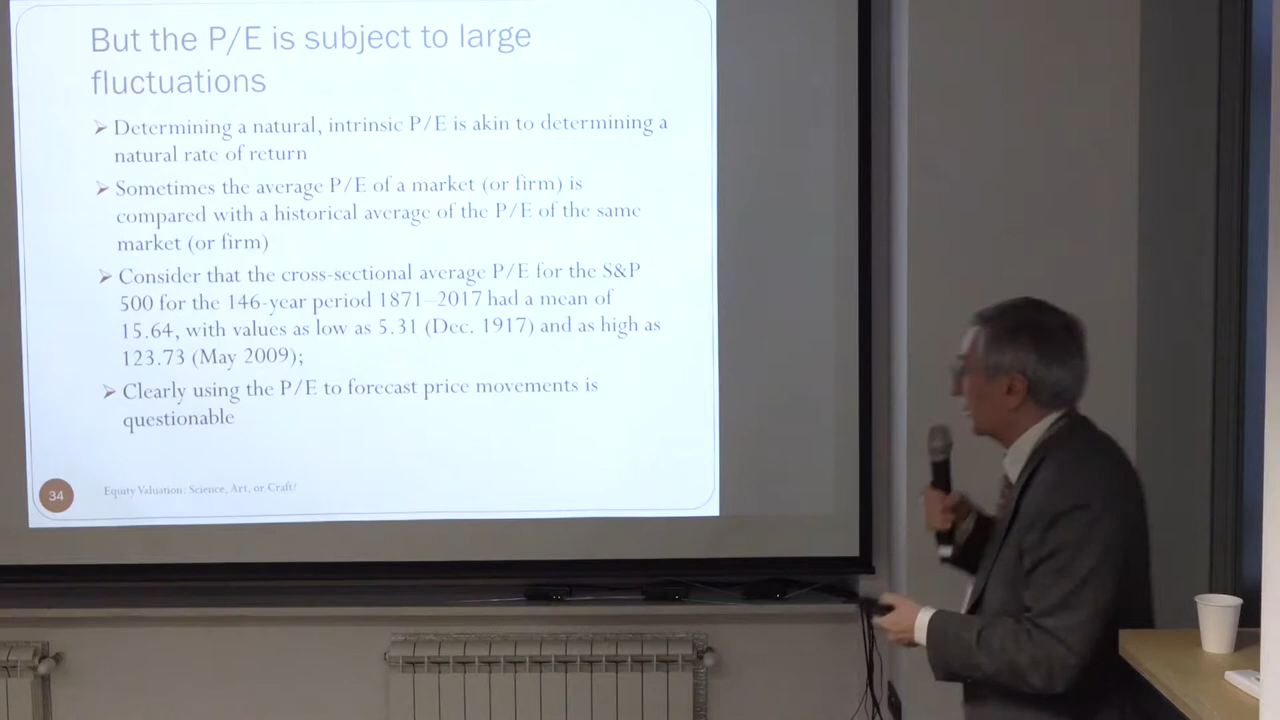 But the P/E is subject to large
fluctuations
➢ Determining a natural, intrinsic P/E is akin to determining a
natural rate of return
➢ Sometimes the average P/E of a market (or firm) is
compared with a historical average of the P/E of the same
market (or firm)
➢ Consider that the cross-sectional average P/E for the S&P
500 for the 146-year period 1871–2017 had a mean of
15.64, with values as low as 5.31 (Dec. 1917) and as high as
123.73 (May 2009);
➢ Clearly using the P/E to forecast price movements is
questionable
34
Equity Valuation: Science, Art, or Craft?